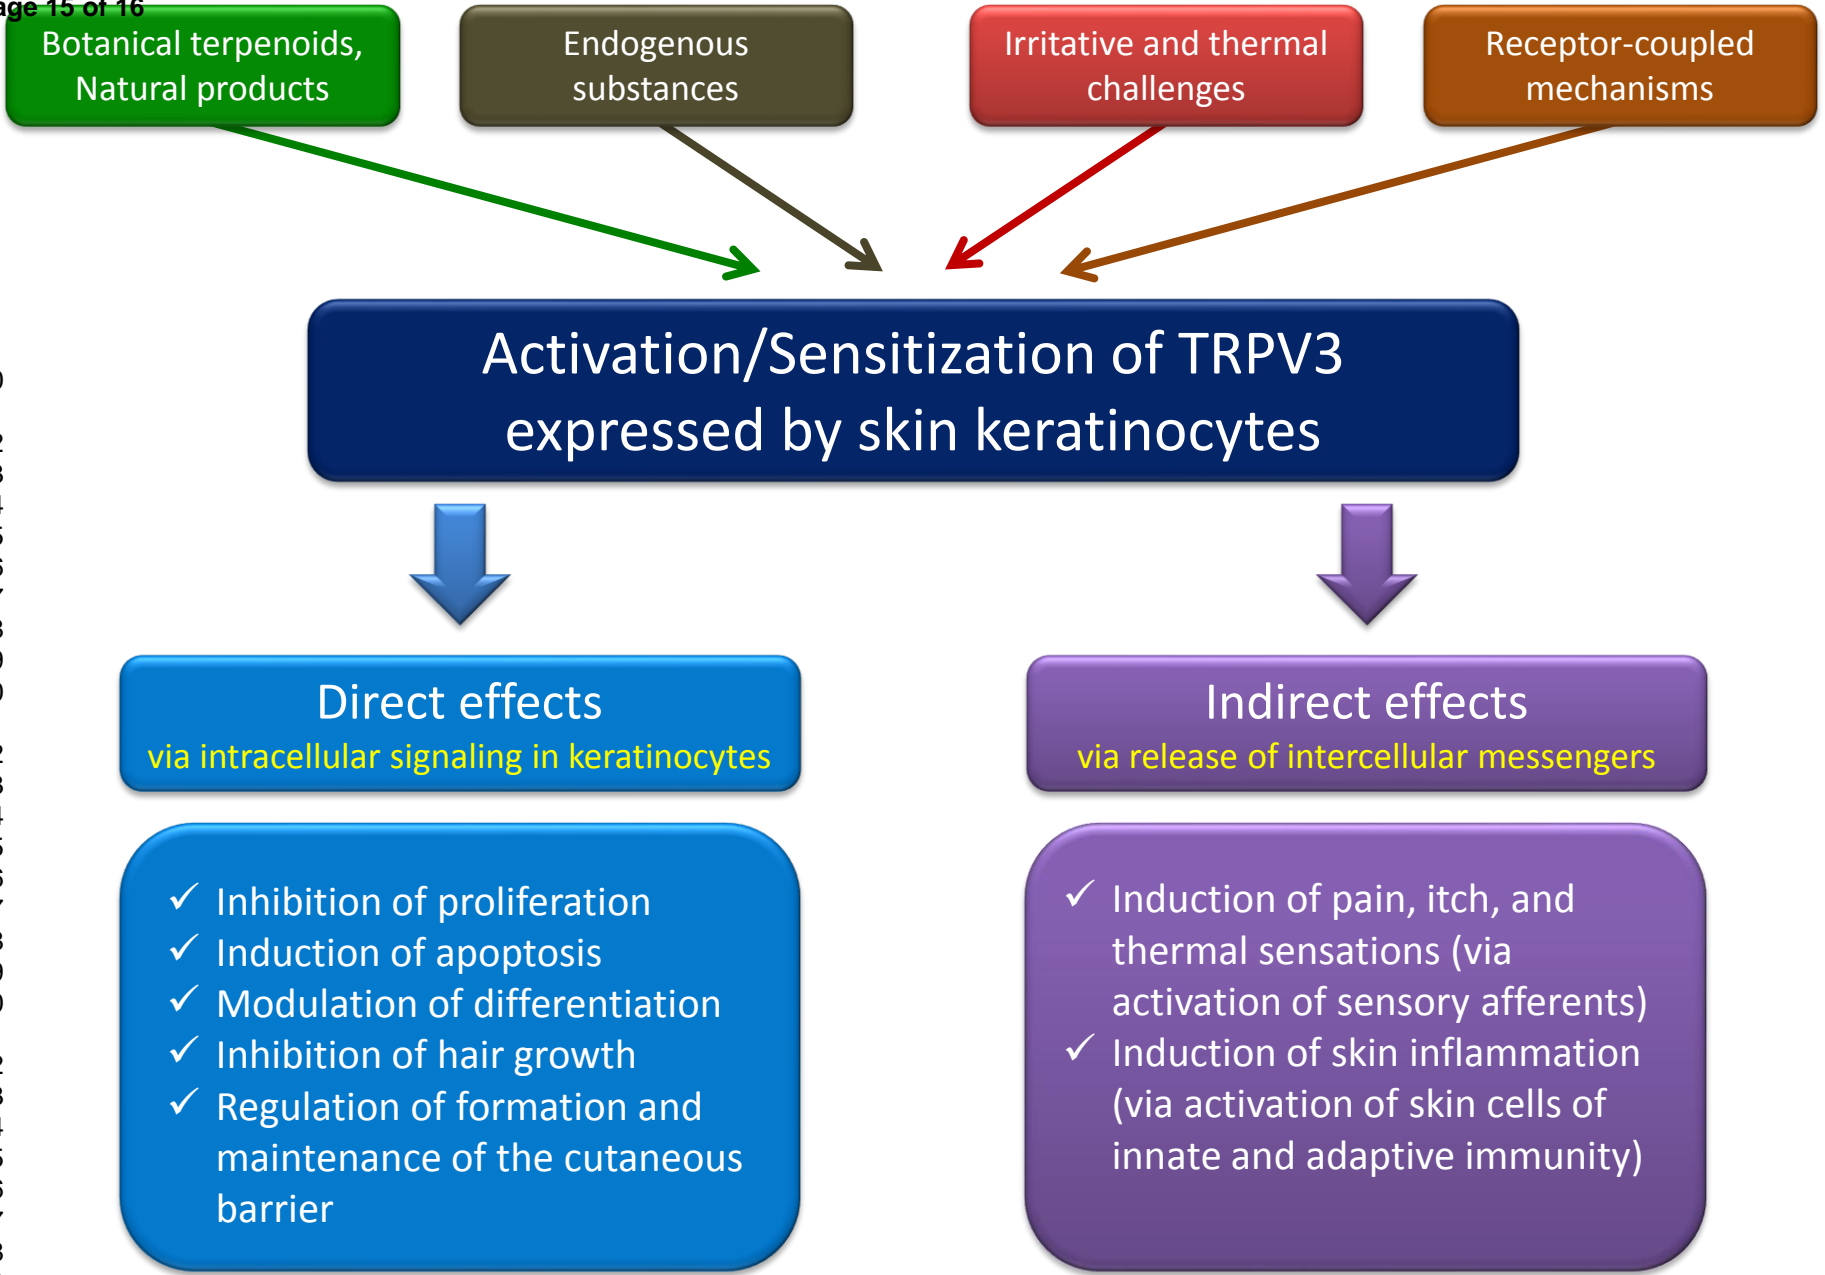 age 15 of 16
Botanical terpenoids,
Natural products
Endogenous
substances
Irritative and thermal
challenges
Receptor-coupled
mechanisms
Activation/Sensitization of TRPV3
expressed by skin keratinocytes
Direct effects
via intracellular signaling in keratinocytes
Indirect effects
via release of intercellular messengers
✓ Inhibition of proliferation
✓ Induction of apoptosis
✓ Modulation of differentiation
✓ Inhibition of hair growth
✓ Regulation of formation and
maintenance of the cutaneous
barrier
✓ Induction of pain, itch, and
thermal sensations (via
activation of sensory afferents)
✓ Induction of skin inflammation
(via activation of skin cells of
innate and adaptive immunity)